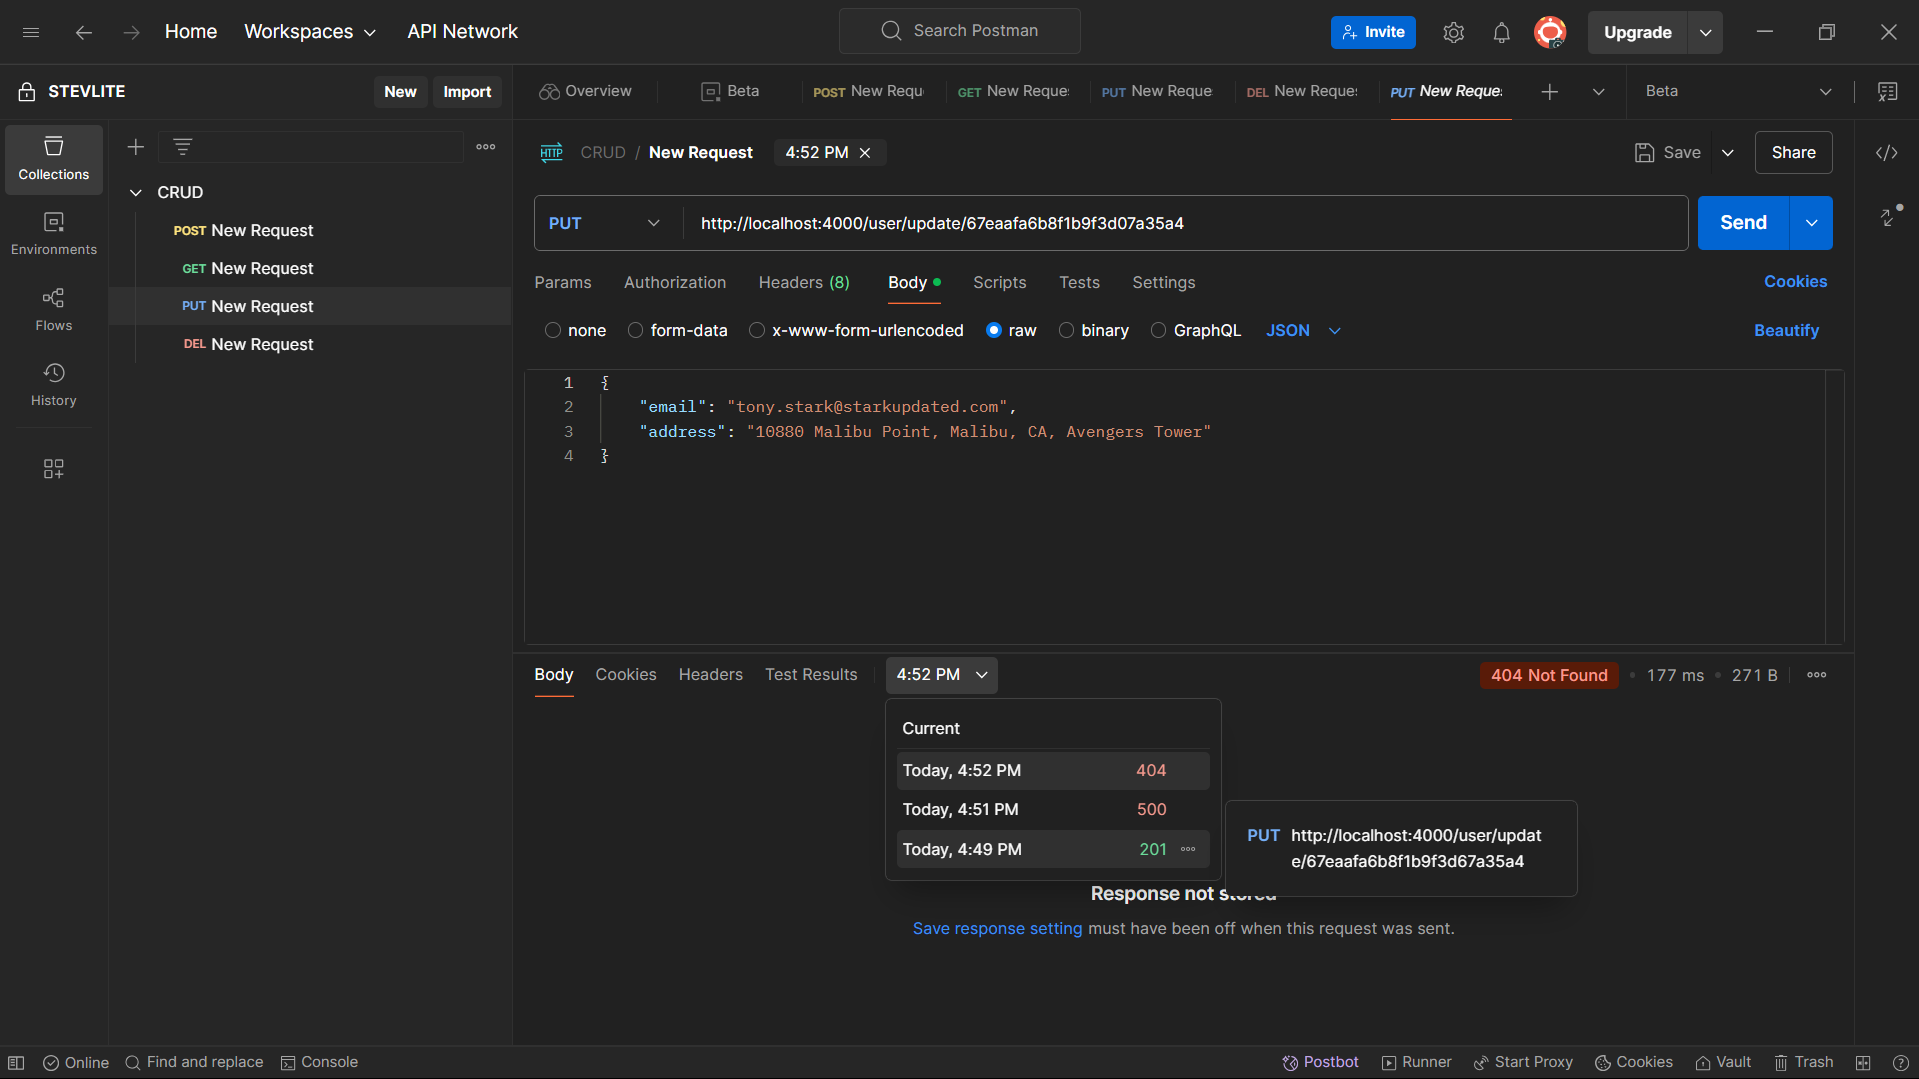 Home Workspaces API Network
Search Postman
Invite
Upgrade
STEVLITE
New Import
Overview
Beta
POST New Requ
GET New Reque
PUT New Reque
DEL New Reque
PUT New Reque
Beta
Collections
Environments
Flows
History
CRUD
POST New Request
GET New Request
PUT New Request
DEL New Request
HTTP CRUD / New Request 4:52 PM
Save Share
PUT http://localhost:4000/user/update/67eaafa6b8f1b9f3d07a35a4
Send
Params Authorization Headers (8) Body Scripts Tests Settings Cookies
none form-data x-www-form-urlencoded raw binary GraphQL JSON Beautify
1 {
2 "email": "tony.stark@starkupdated.com",
3 "address": "10880 Malibu Point, Malibu, CA, Avengers Tower"
4 }
Body Cookies Headers Test Results 4:52 PM 404 Not Found 177 ms 271 B
Current
Today, 4:52 PM 404
Today, 4:51 PM 500
Today, 4:49 PM 201
PUT http://localhost:4000/user/updat
e/67eaafa6b8f1b9f3d67a35a4
Response not stored
Save response setting must have been off when this request was sent.
Online Find and replace Console Postbot Runner Start Proxy Cookies Vault Trash